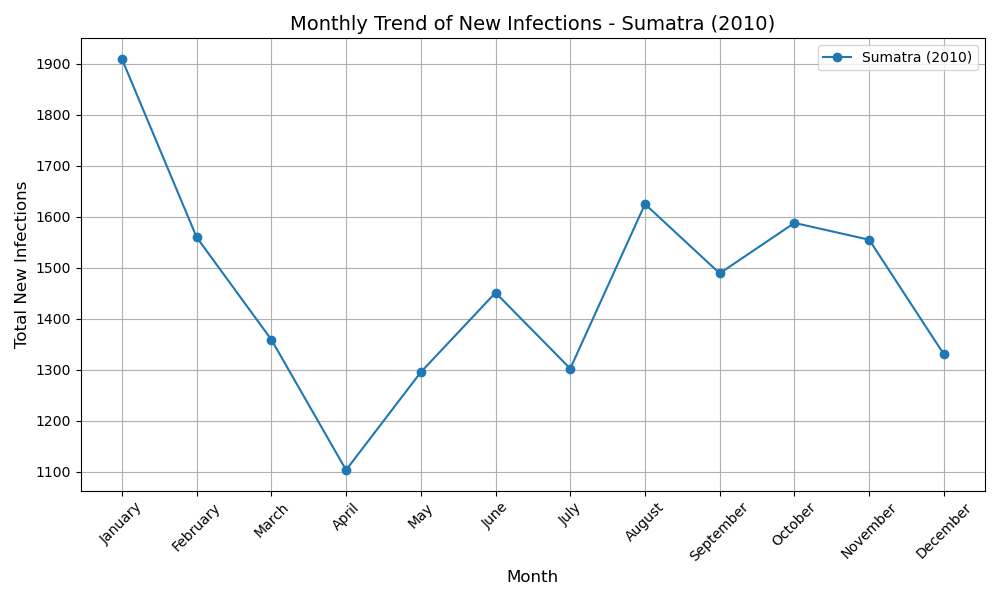 Monthly Trend of New Infections - Sumatra (2010)
Sumatra (2010)
Total New Infections
1900
1800
1700
1600
1500
1400
1300
1200
1100
January
February
March
April
May
June
July
August
September
October
November
December
Month